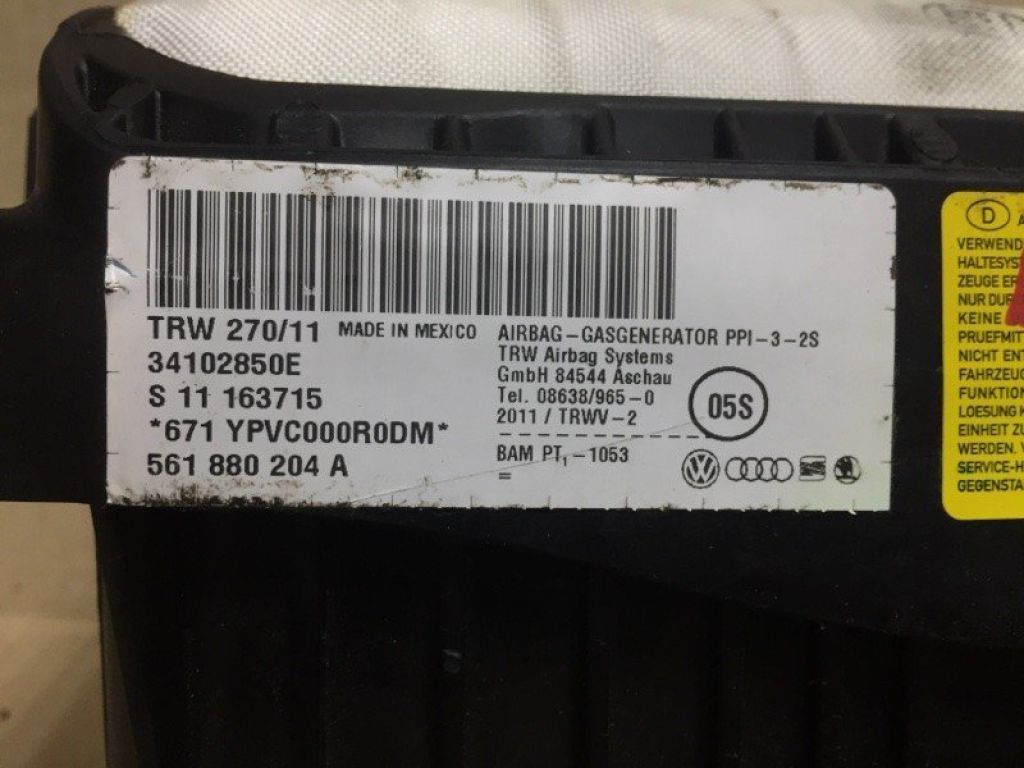 TRW 270/11 MADE IN MEXICO
34102850E
S 11 163715
*671 YPVC000R0DM*
561 880 204 A
AIRBAG-GASGENERATOR PPI-3-2S
TRW Airbag Systems
GmbH 84544 Aschau
Tel. 08638/965-0
2011 / TRWV-2
BAM PT₁-1053
=
05S
D
VERWEND
HALTESYST
ZEUGE ER
NUR DUR
KEINE
PRUEFMIT
NICHT ENT
FAHRZEUG
FUNKTION
LOESUNG K
EINHEIT ZU
WERDEN. V
SERVICE-H
GEGENSTA